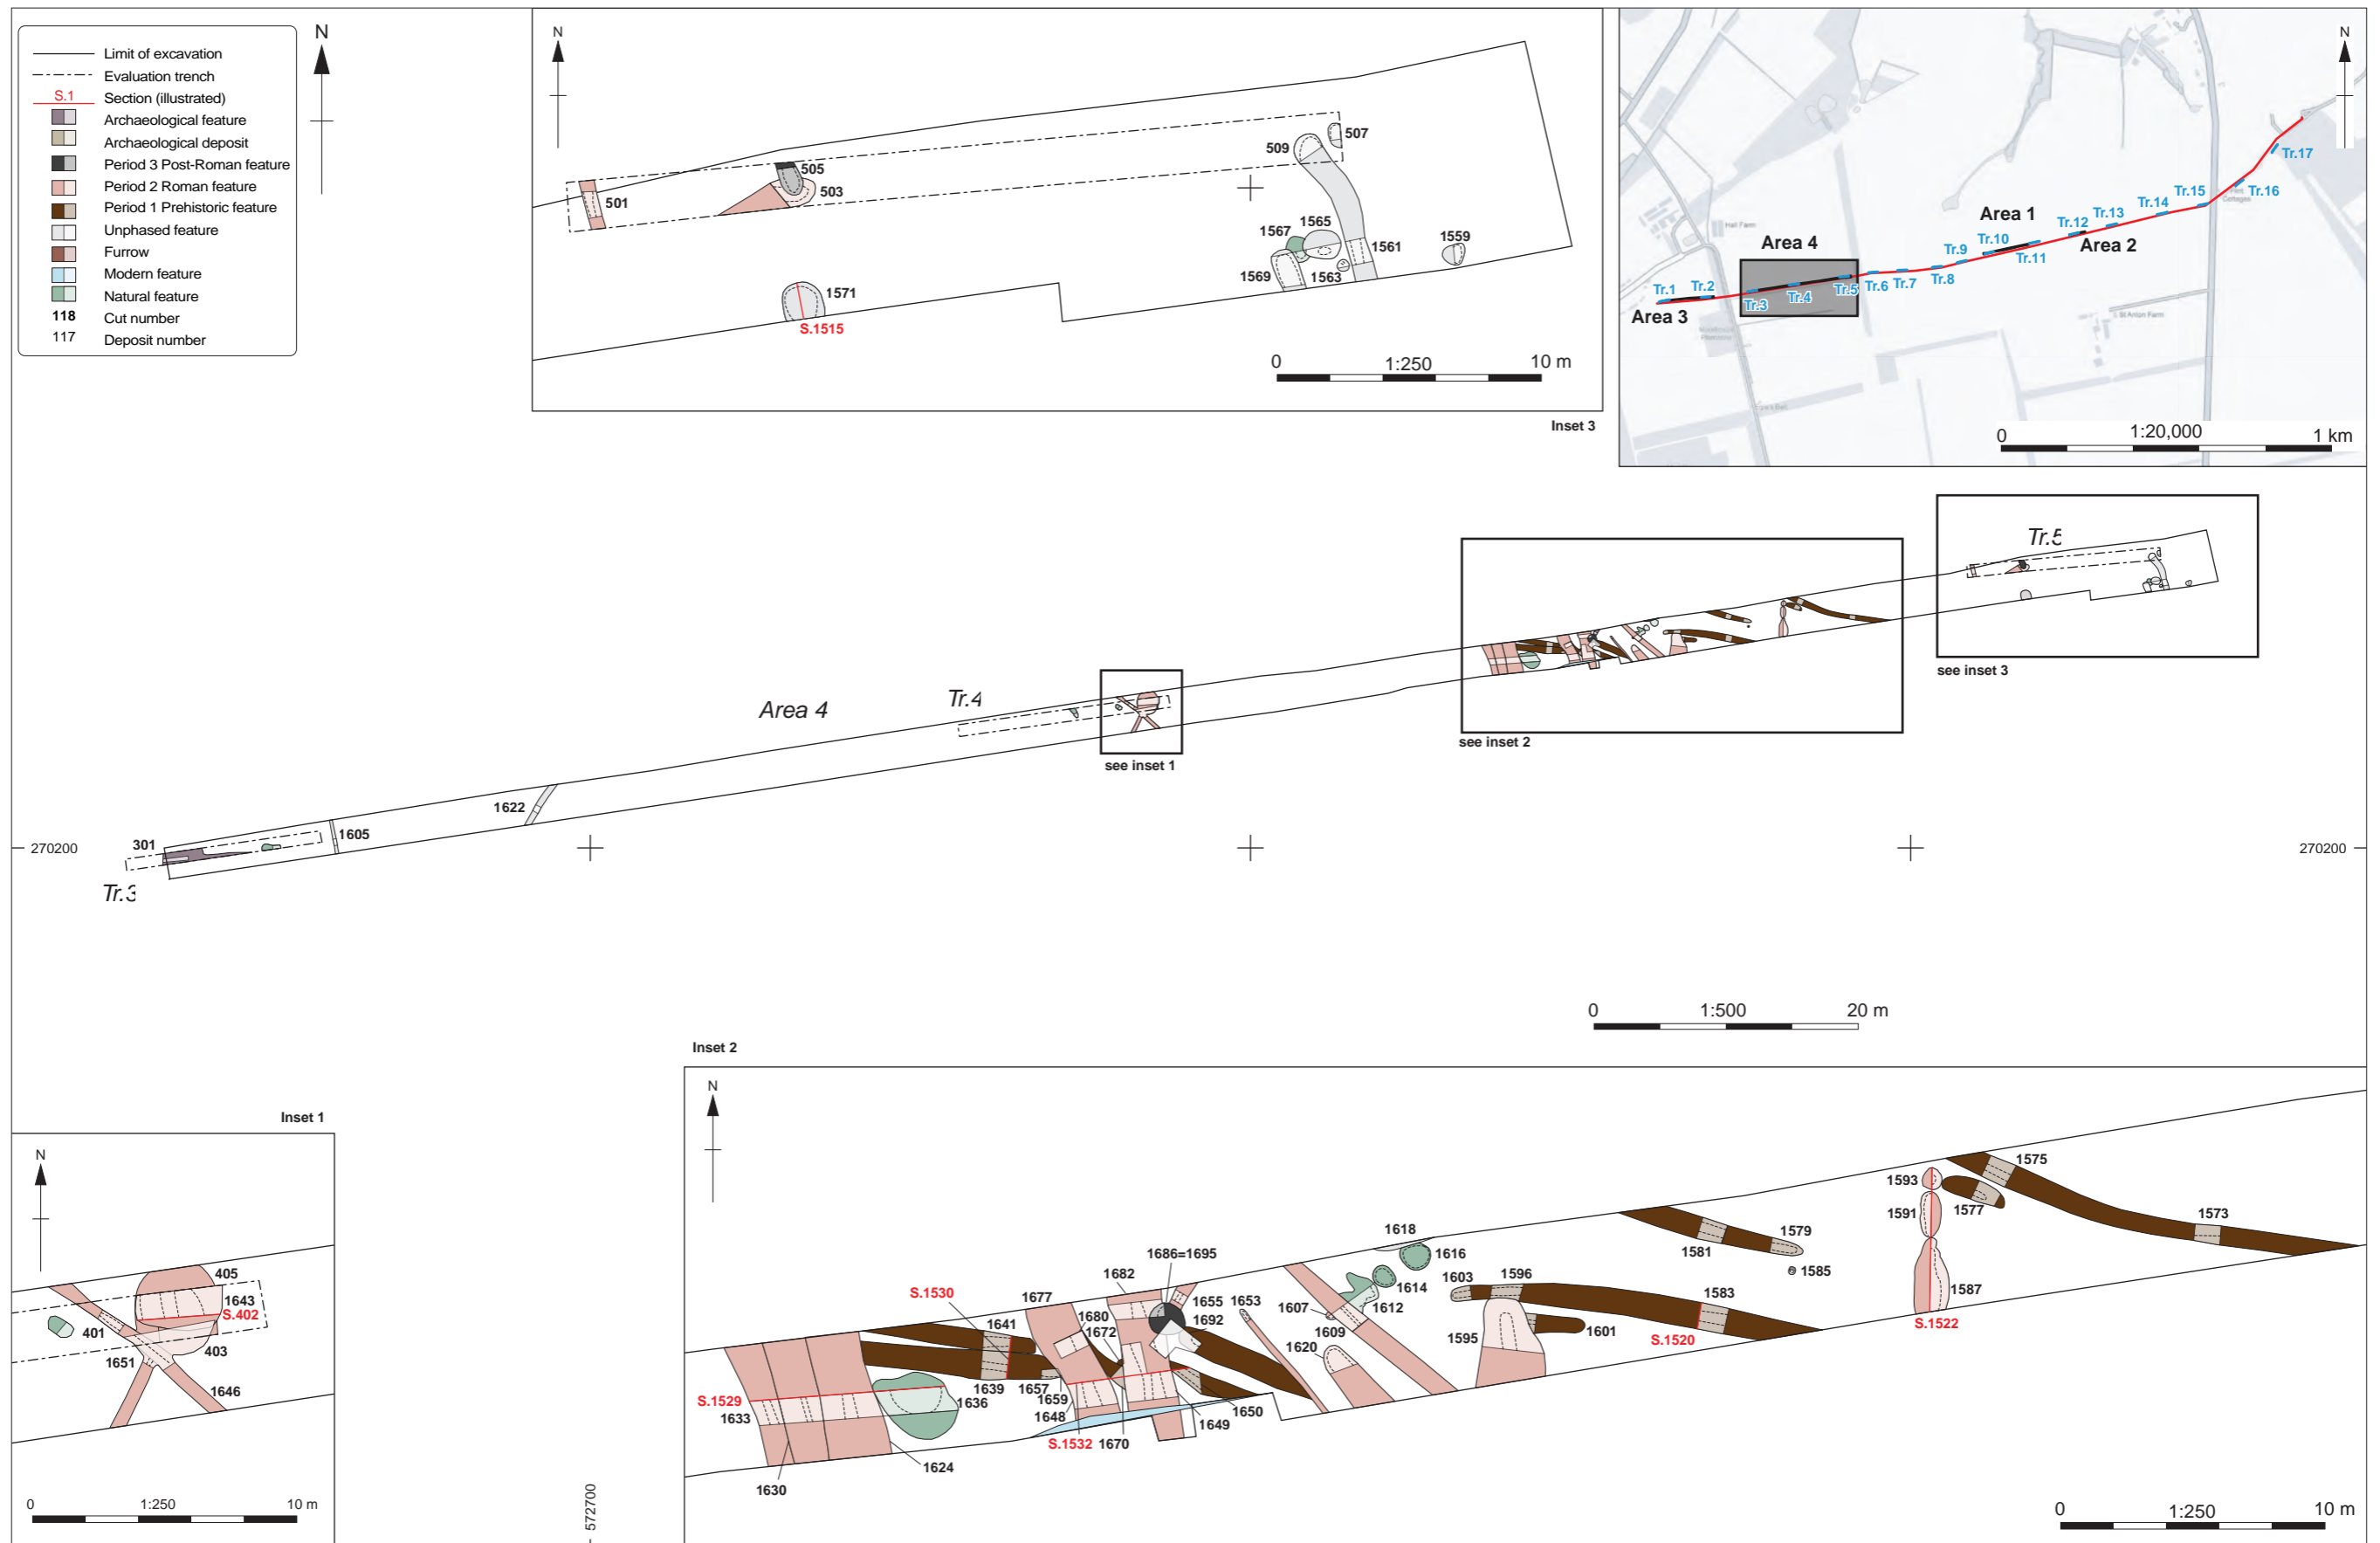 Limit of excavation
Evaluation trench
S.1 Section (illustrated)
Archaeological feature
Archaeological deposit
Period 3 Post-Roman feature
Period 2 Roman feature
Period 1 Prehistoric feature
Unphased feature
Furrow
Modern feature
Natural feature
118 Cut number
117 Deposit number
N
N
507
509
505
503
501
1565
1567
1559
1561
1569
1563
1571
S.1515
0 1:250 10 m
Inset 3
N
Tr.17
Tr.16
Tr.15
Tr.14
Tr.13
Tr.12
Area 1
Tr.10
Area 2
Tr.9
Tr.11
Area 4
Hall Farm
Cottages
Tr.8
Tr.7
Tr.6
Tr.5
Tr.4
Tr.3
Tr.2
Tr.1
Area 3
St Anton Farm
0 1:20,000 1 km
Tr.5
see inset 3
see inset 2
Tr.4
Area 4
see inset 1
1622
1605
301
270200
270200
Tr.3
0 1:500 20 m
Inset 1
N
405
1643
S.402
401
403
1651
1646
0 1:250 10 m
572700
Inset 2
N
1575
1593
1577
1591
1573
1579
1581
1585
1587
S.1522
1618
1616
1614
1603
1596
1583
1612
1607
1609
1595
1601
S.1520
1620
1686=1695
1682
1655
1653
1692
S.1530
1677
1680
1672
1641
1639
1657
1659
1636
S.1529
1633
1648
1650
1649
S.1532
1670
1624
1630
0 1:250 10 m